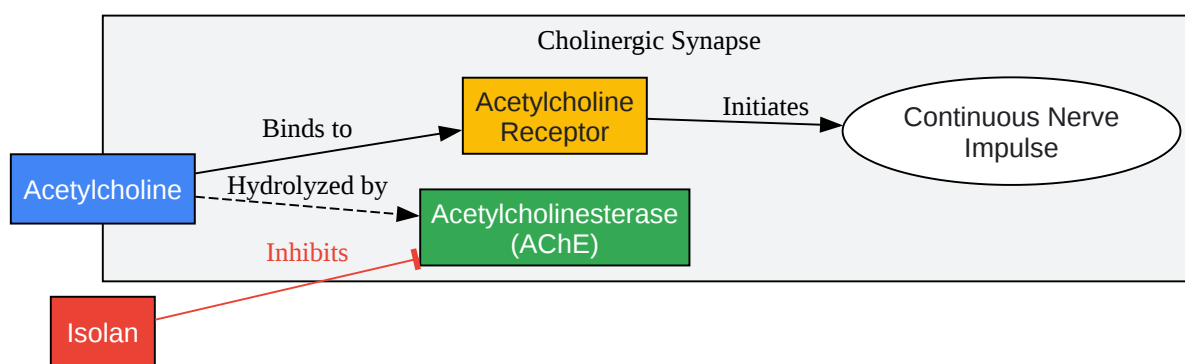 Cholinergic Synapse
Acetylcholine
Receptor
Initiates
Continuous Nerve
Impulse
Binds to
Acetylcholine
Hydrolyzed by
Acetylcholinesterase
(AChE)
Inhibits
Isolan